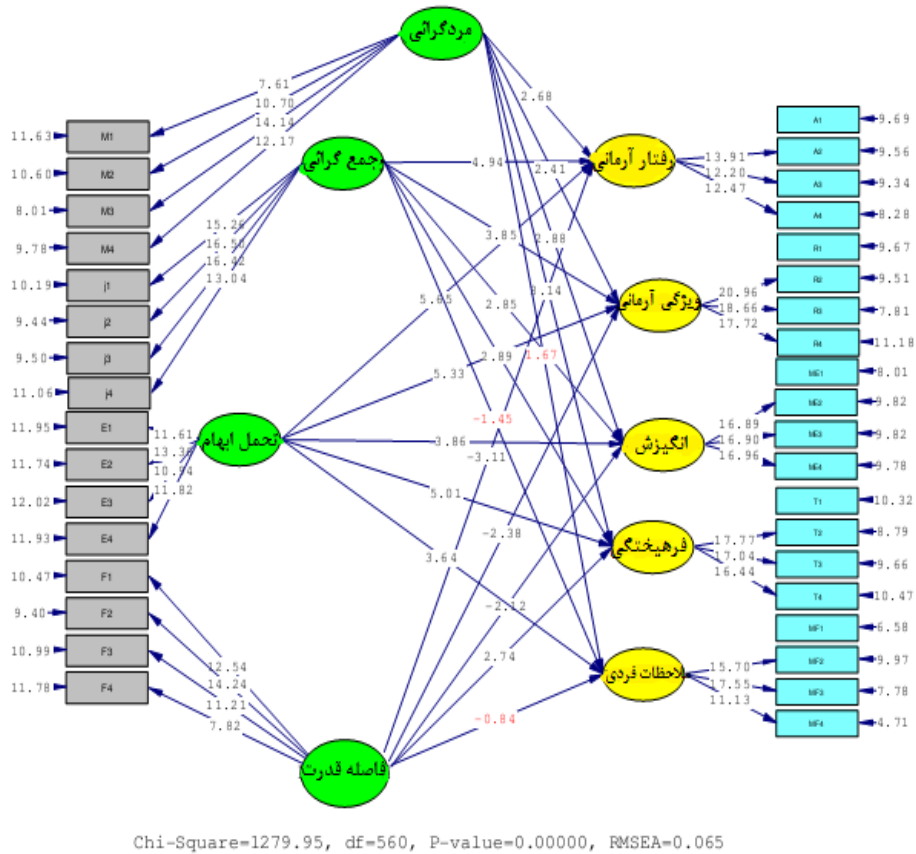 مردگرائی
7.61
10.70
14.14
12.17
2.68
11.63 M1
10.60 M2
8.01 M3
9.78 M4
10.19 j1
9.44 j2
9.50 j3
11.06 j4
11.95 E1
11.74 E2
12.02 E3
11.93 E4
10.47 F1
9.40 F2
10.99 F3
11.78 F4
جمع گرائی
15.26
16.50
16.42
13.04
4.94
2.41
3.85
2.88
2.85
5.33
2.89
1.67
-1.45
-3.11
3.86
تحمل ابهام
11.61
10.94
11.82
5.01
-2.38
3.64
-2.12
2.74
-0.84
12.54
14.24
11.21
7.82
فاصله قدرت
رفتار آرمانی
13.91
12.20
12.47
ویژگی آرمانی
20.96
18.66
17.72
انگیزش
16.89
16.90
16.96
فرهیختگی
17.77
17.04
16.44
ملاحظات فردی
15.70
17.55
11.13
A1 9.69
A2 9.56
A3 9.34
A4 8.28
R1 9.67
R2 9.51
R3 7.81
R4 11.18
ME1 8.01
ME2 9.82
ME3 9.82
ME4 9.78
T1 10.32
T2 8.79
T3 9.66
T4 10.47
MF1 6.58
MF2 9.97
MF3 7.78
MF4 4.71
Chi-Square=1279.95, df=560, P-value=0.00000, RMSEA=0.065